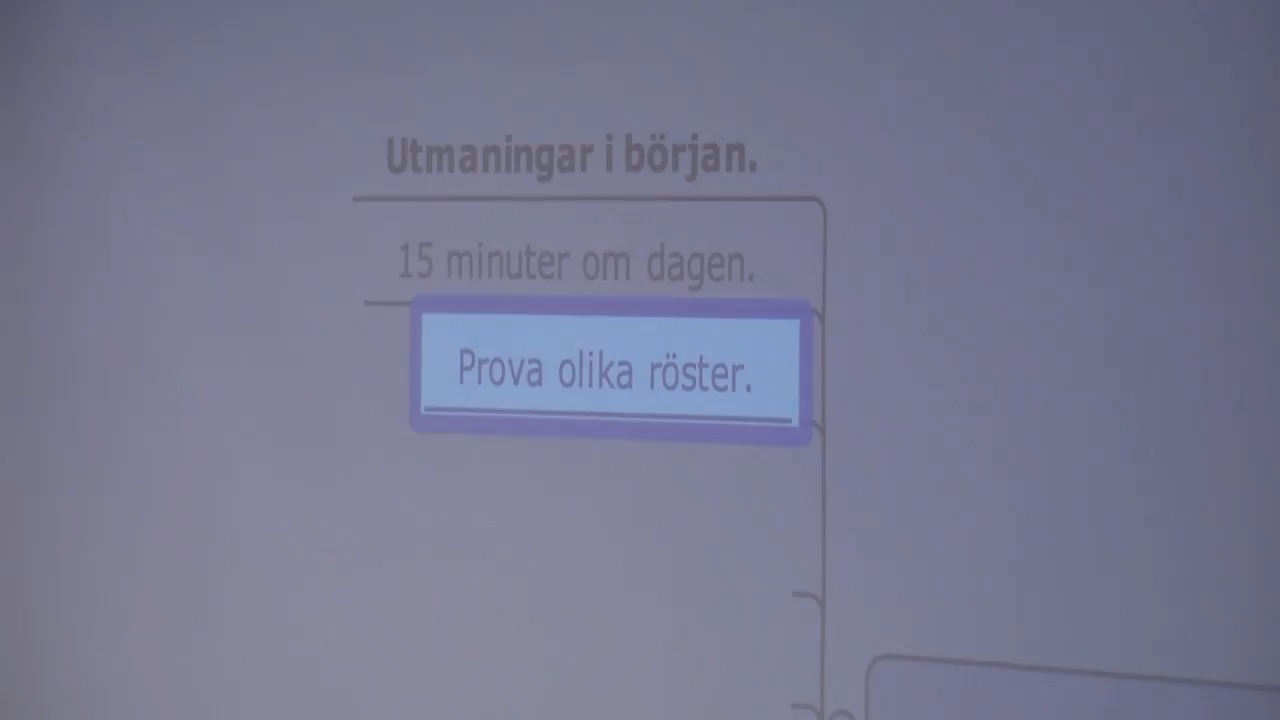 Utmaningar i början.
15 minuter om dagen.
Prova olika röster.